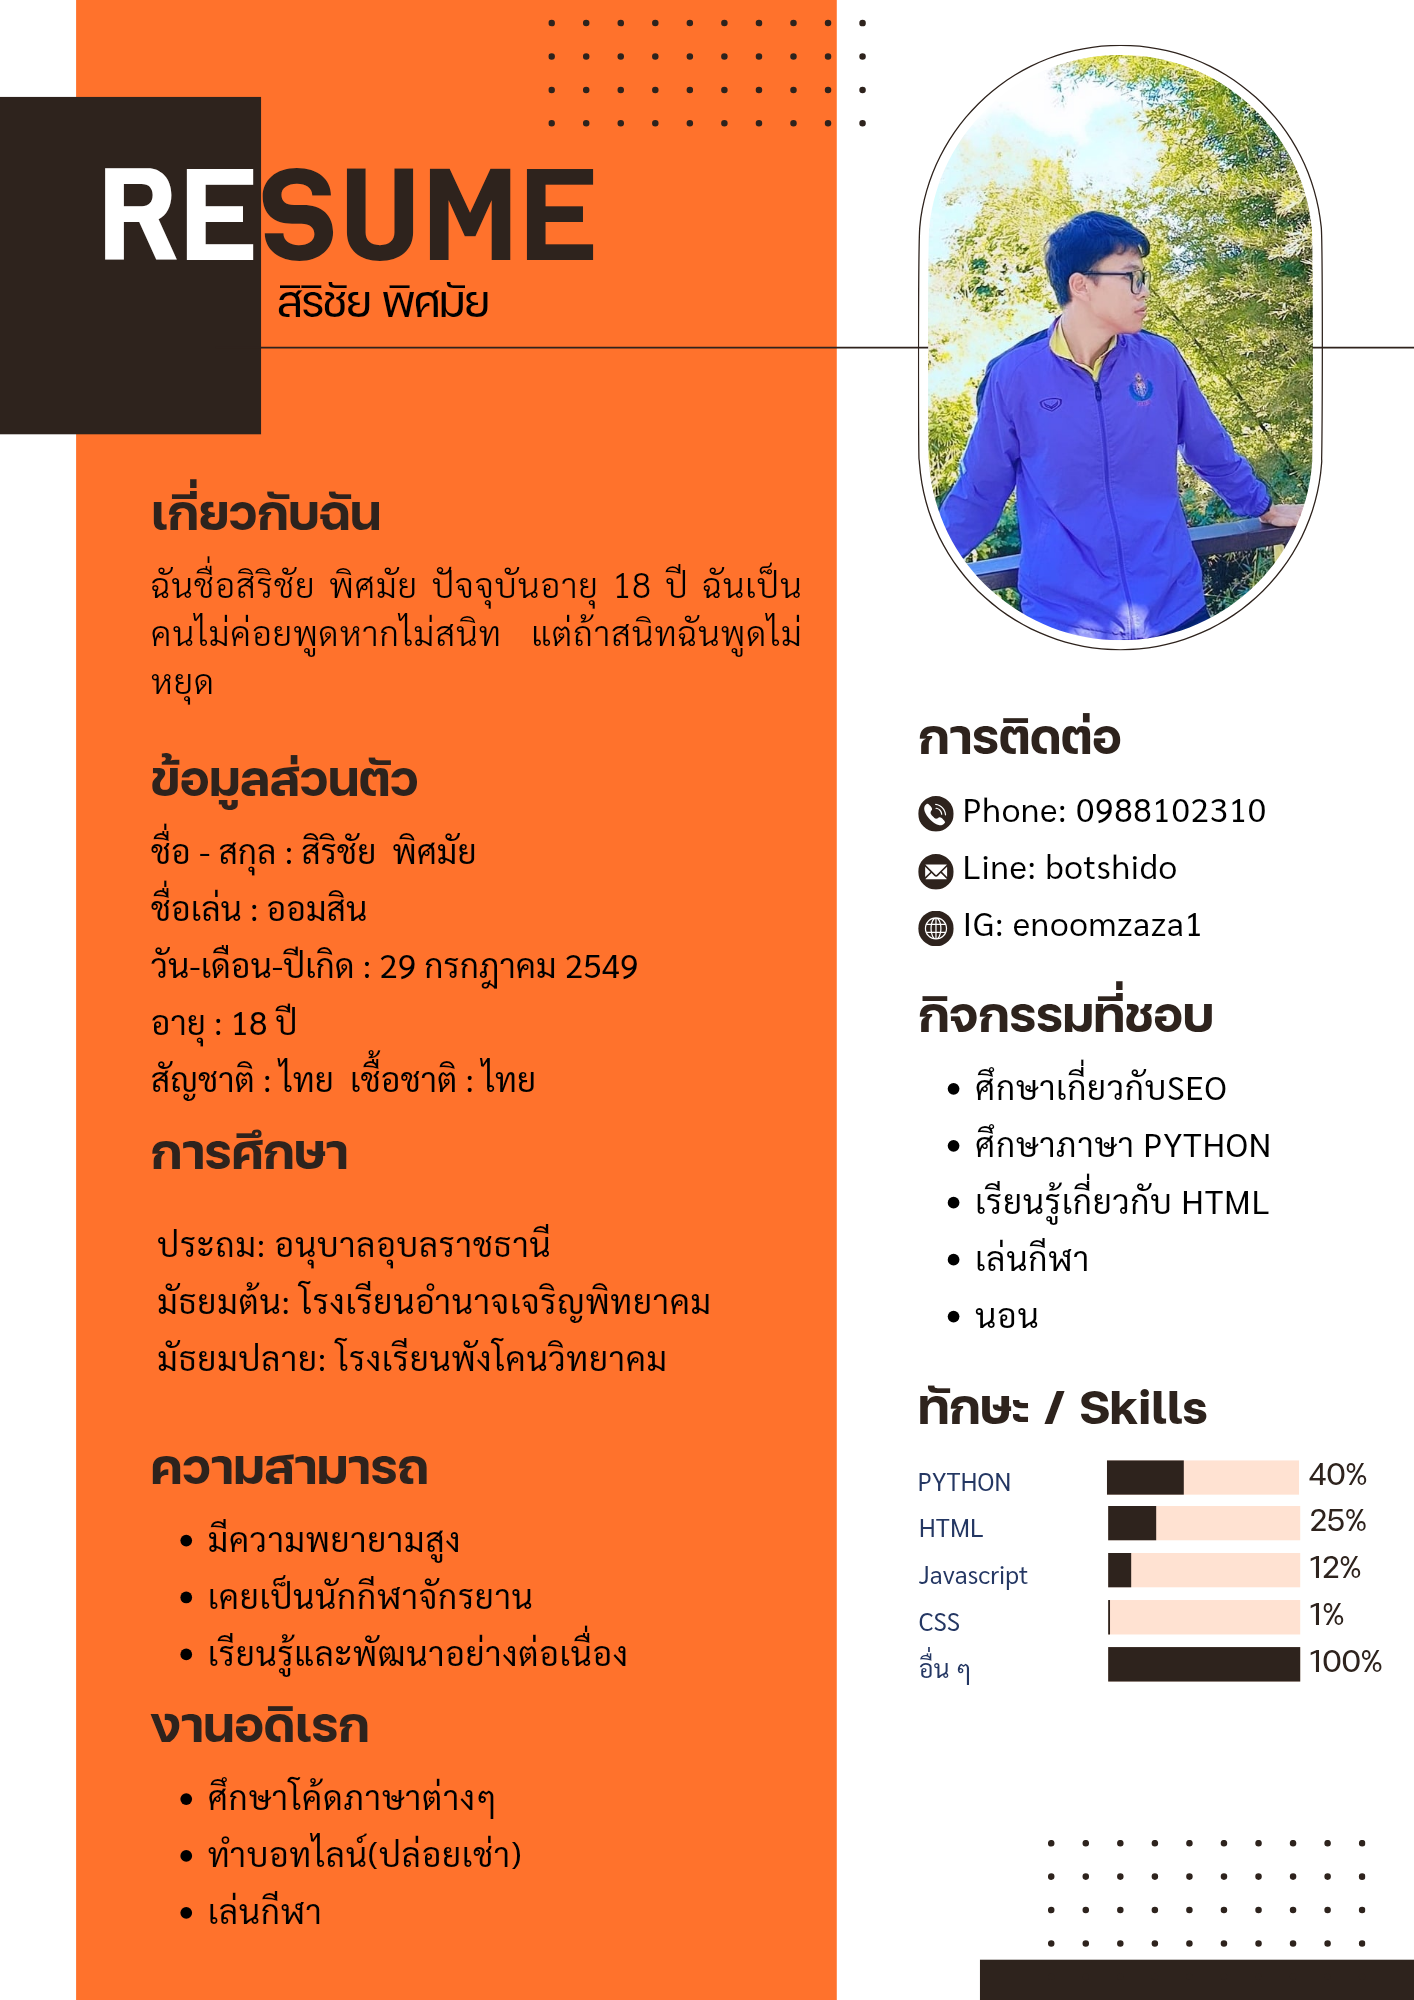 RESUME
สิริชัย พิศมัย
เกี่ยวกับฉัน
ฉันชื่อสิริชัย พิศมัย ปัจจุบันอายุ 18 ปี ฉันเป็น
คนไม่ค่อยพูดหากไม่สนิท แต่ถ้าสนิทฉันพูดไม่
หยุด
ข้อมูลส่วนตัว
ชื่อ - สกุล : สิริชัย พิศมัย
ชื่อเล่น : ออมสิน
วัน-เดือน-ปีเกิด : 29 กรกฎาคม 2549
อายุ : 18 ปี
สัญชาติ : ไทย เชื้อชาติ : ไทย
การศึกษา
ประถม: อนุบาลอุบลราชธานี
มัธยมต้น: โรงเรียนอำนาจเจริญพิทยาคม
มัธยมปลาย: โรงเรียนพังโคนวิทยาคม
ความสามารถ
• มีความพยายามสูง
• เคยเป็นนักกีฬาจักรยาน
• เรียนรู้และพัฒนาอย่างต่อเนื่อง
งานอดิเรก
• ศึกษาโค้ดภาษาต่างๆ
• ทำบอทไลน์(ปล่อยเช่า)
• เล่นกีฬา
การติดต่อ
Phone: 0988102310
Line: botshido
IG: enoomzaza1
กิจกรรมที่ชอบ
• ศึกษาเกี่ยวกับSEO
• ศึกษาภาษา PYTHON
• เรียนรู้เกี่ยวกับ HTML
• เล่นกีฬา
• นอน
ทักษะ / Skills
PYTHON 40%
HTML 25%
Javascript 12%
CSS 1%
อื่น ๆ 100%